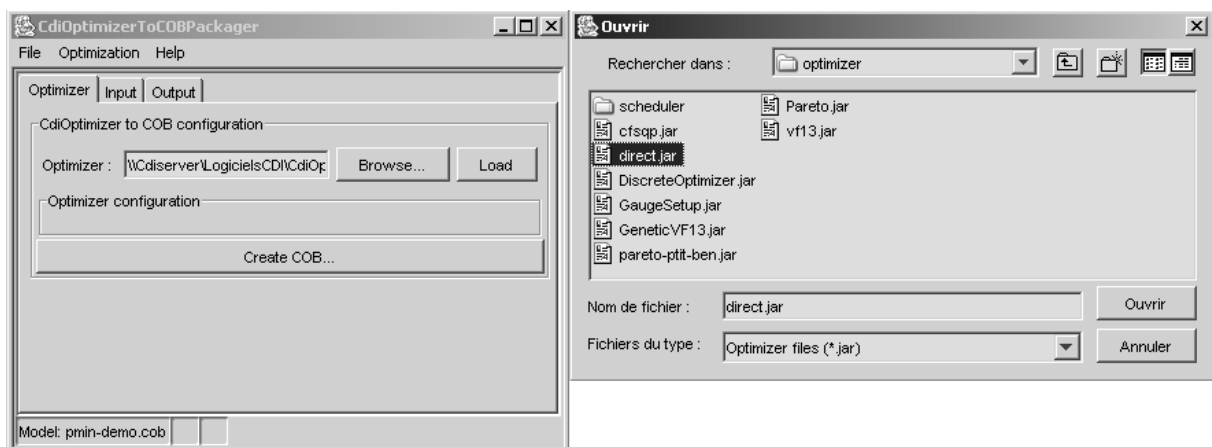 CdiOptimizerToCOBPackager
File Optimization Help
Optimizer Input Output
CdiOptimizer to COB configuration
Optimizer : \\Cdiserver\LogicielsCDI\CdiOp Browse... Load
Optimizer configuration
Create COB...
Model: pmin-demo.cob
Ouvrir
Rechercher dans : optimizer
scheduler
cfsqp.jar
direct.jar
DiscreteOptimizer.jar
GaugeSetup.jar
GeneticVF13.jar
pareto-ptit-ben.jar
Pareto.jar
vf13.jar
Nom de fichier : direct.jar Ouvrir
Fichiers du type : Optimizer files (*.jar) Annuler